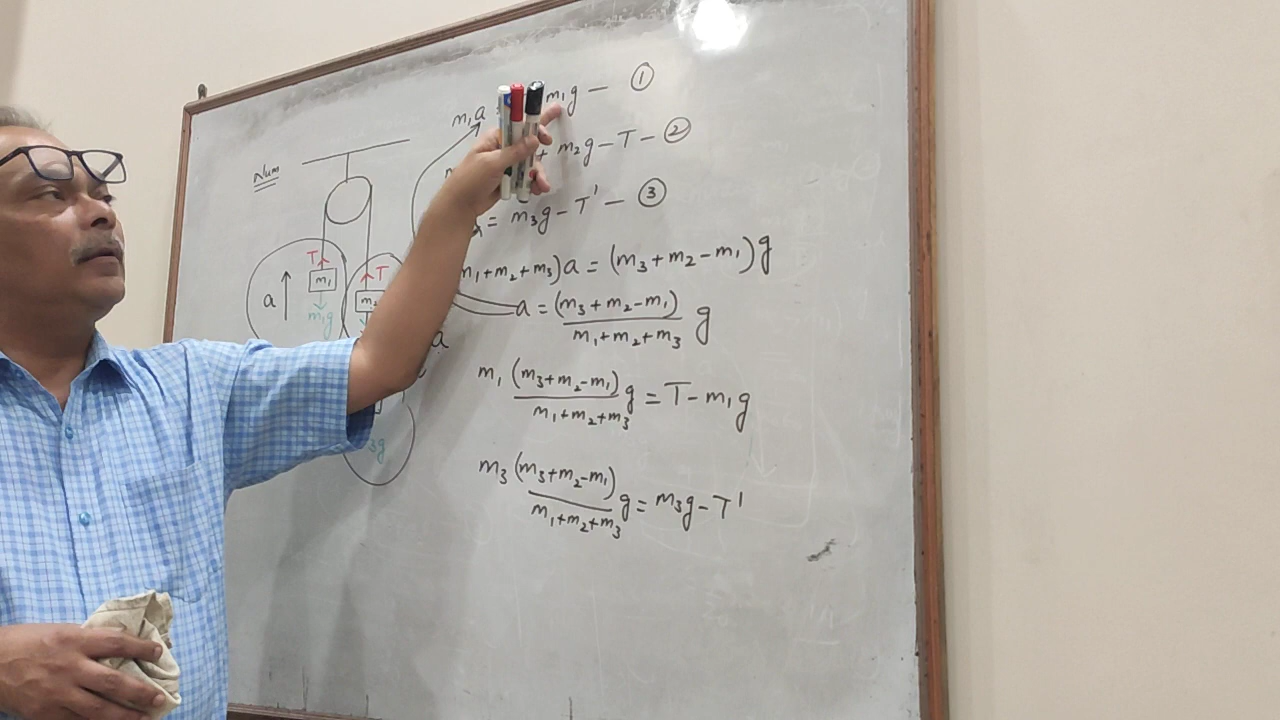 Num
m₁a = m₁g — ①
+ m₂g – T – ②
a = m₃g – T' – ③
m₁+m₂+m₃)a = (m₃+m₂–m₁)g
a = (m₃+m₂–m₁)/(m₁+m₂+m₃) g
m₁ (m₃+m₂–m₁)/(m₁+m₂+m₃) g = T – m₁g
m₃ (m₃+m₂–m₁)/(m₁+m₂+m₃) g = m₃g – T'
T
T
m₁
m₂
a
m₁g
a
3g